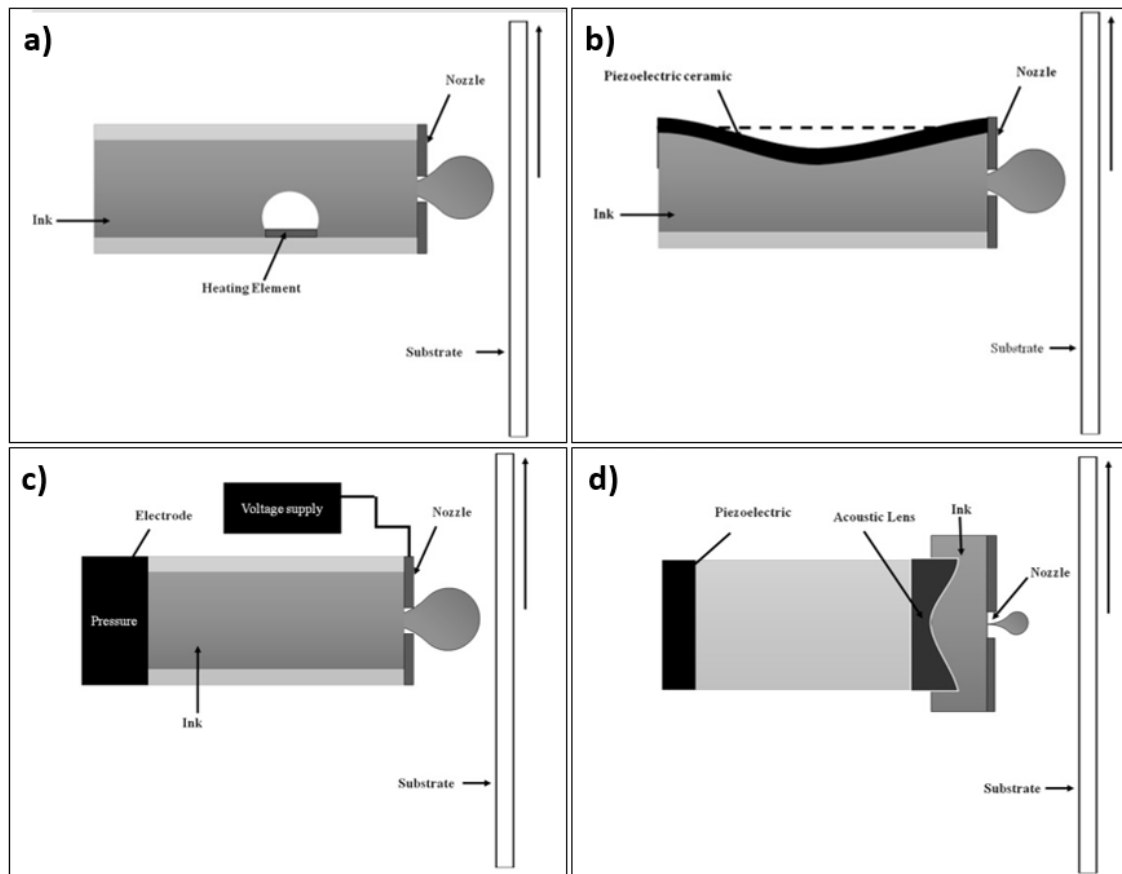 a)
Nozzle
Ink
Heating Element
Substrate
b)
Piezoelectric ceramic
Nozzle
Ink
Substrate
c)
Voltage supply
Electrode
Nozzle
Pressure
Ink
Substrate
d)
Ink
Piezoelectric
Acoustic Lens
Nozzle
Substrate